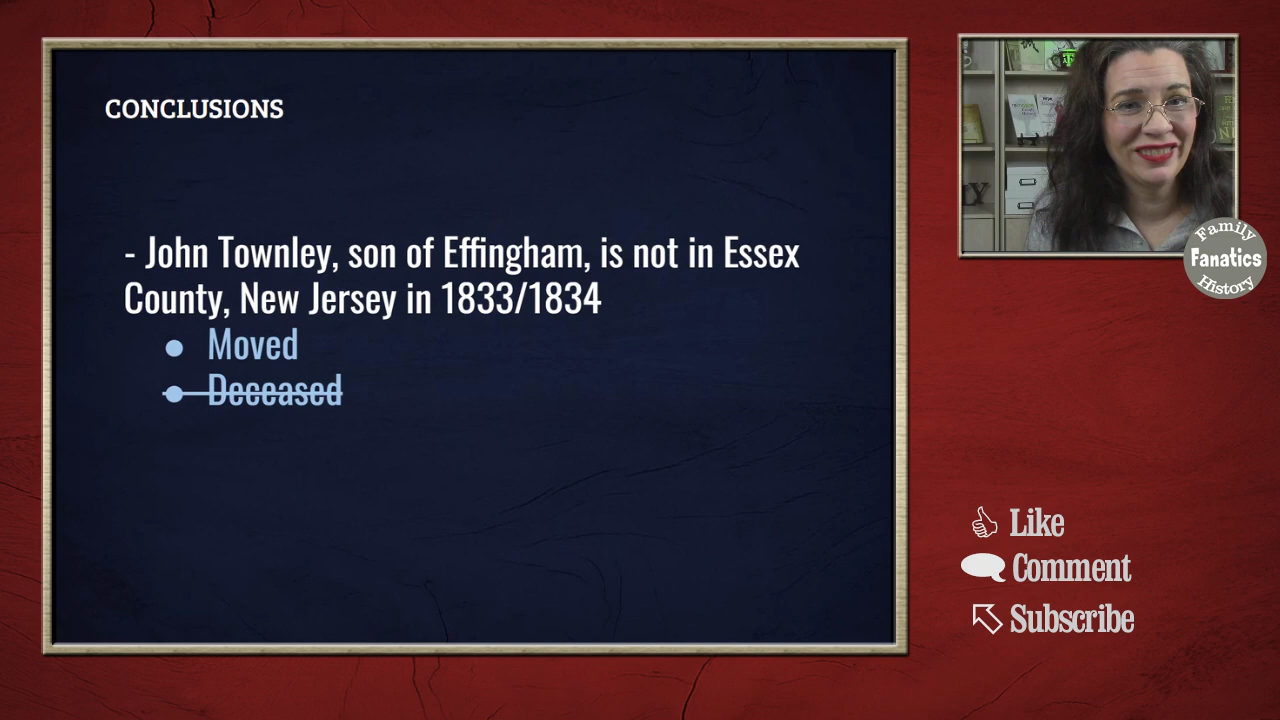 CONCLUSIONS
- John Townley, son of Effingham, is not in Essex
County, New Jersey in 1833/1834
● Moved
● Deceased
Family
Fanatics
History
Like
Comment
Subscribe